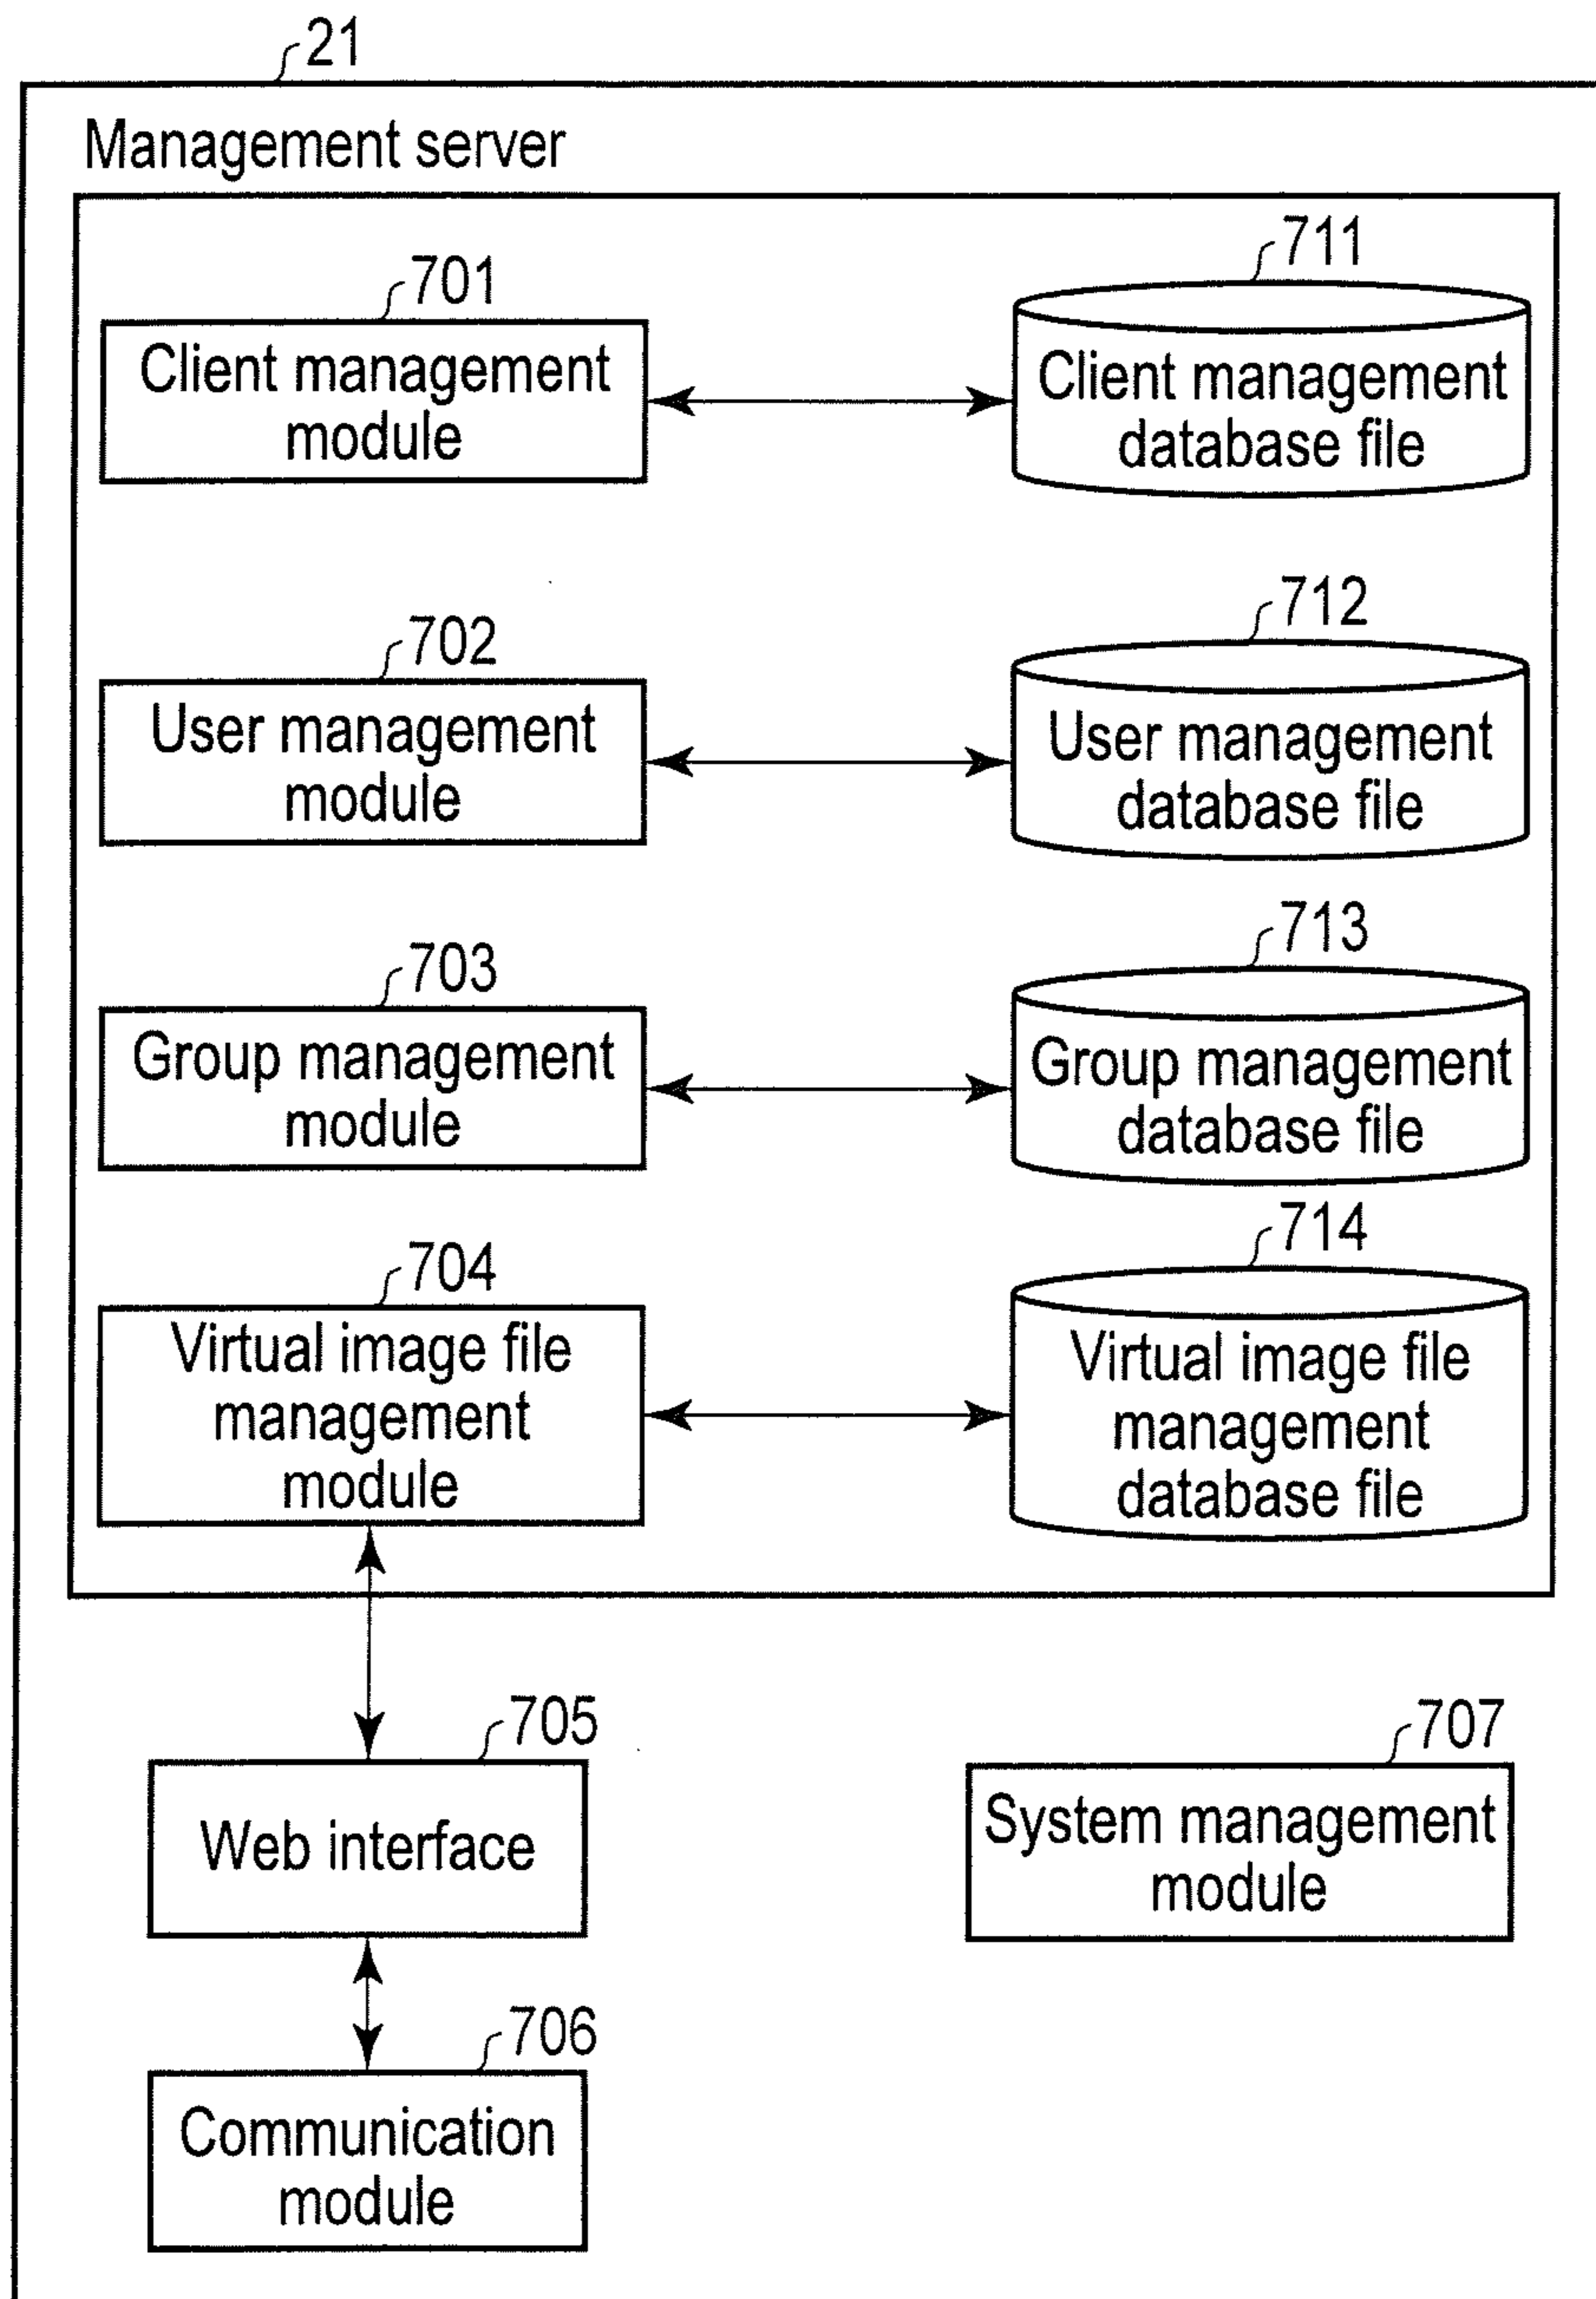 21
Management server
701
Client management
module
711
Client management
database file
702
User management
module
712
User management
database file
703
Group management
module
713
Group management
database file
704
Virtual image file
management
module
714
Virtual image file
management
database file
705
Web interface
707
System management
module
706
Communication
module